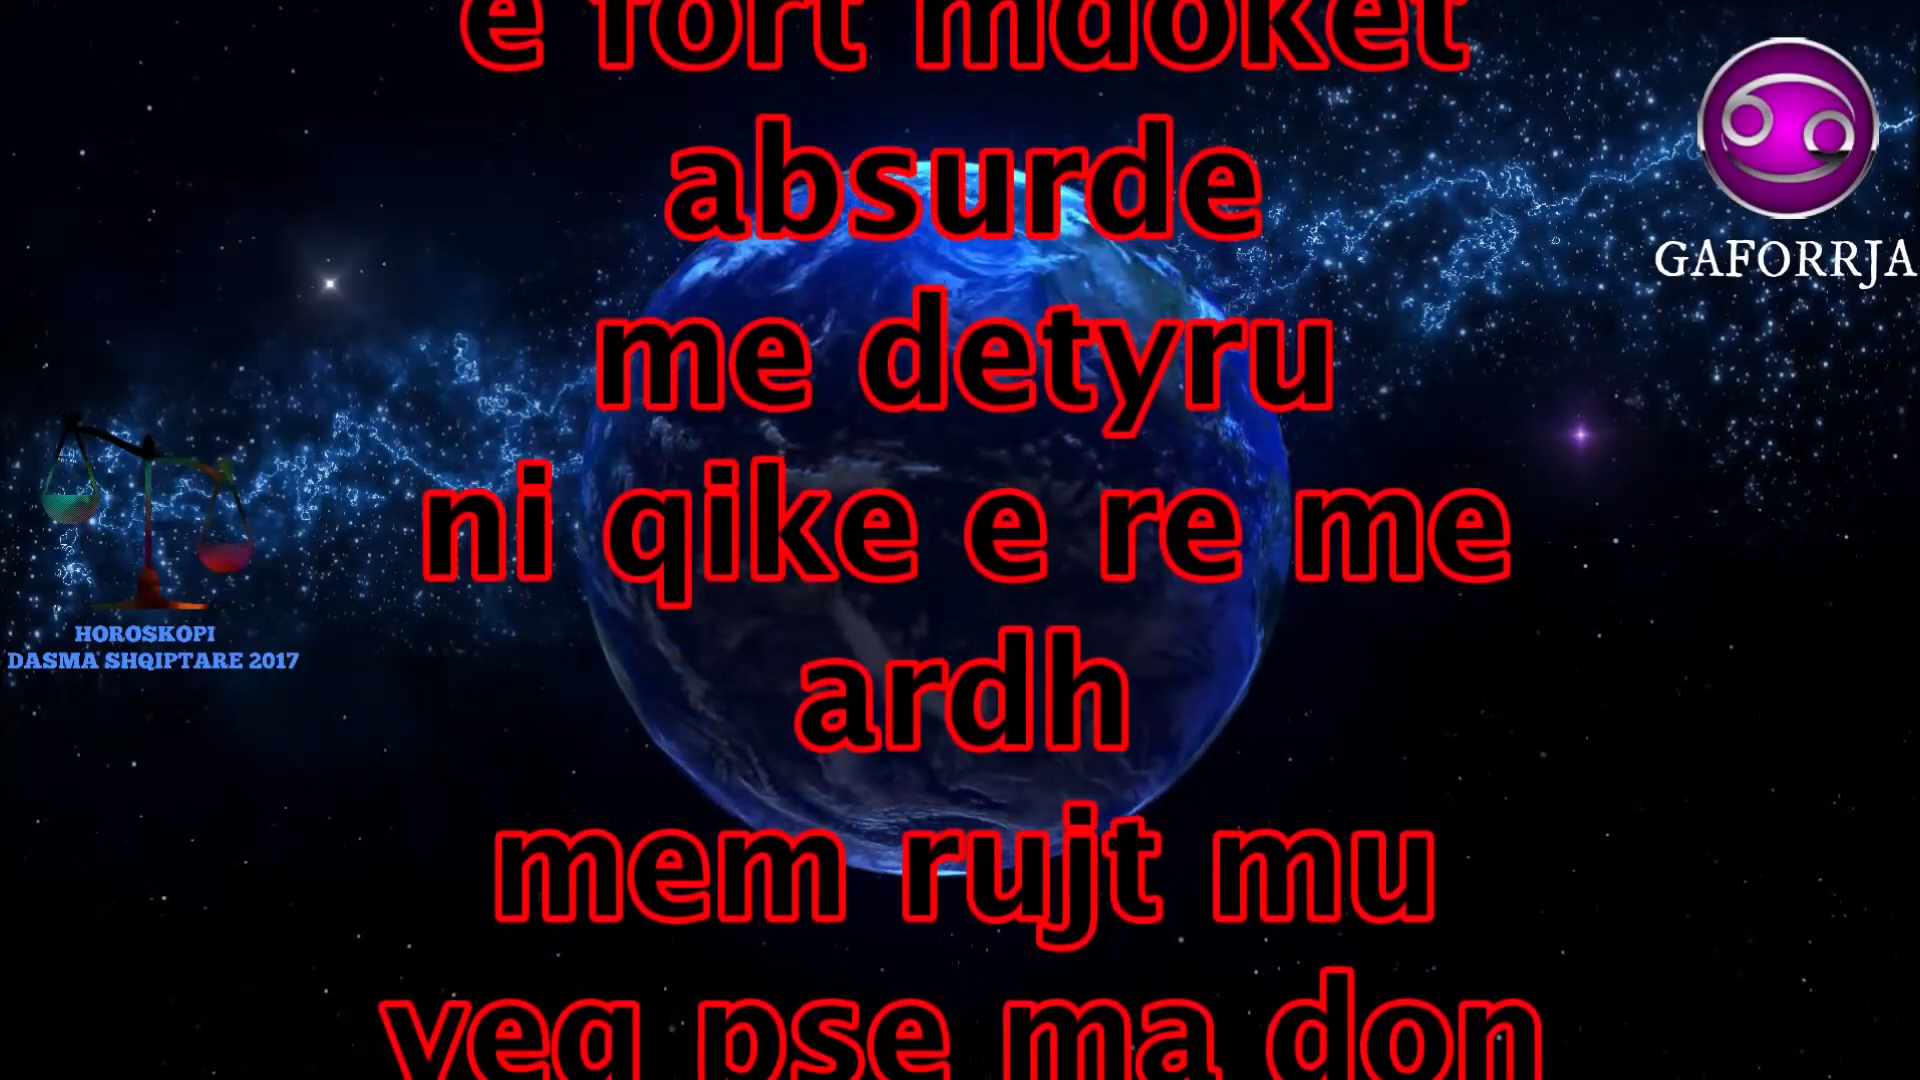 e fort mdoket
absurde
me detyru
ni qike e re me
ardh
mem rujt mu
veq pse ma don
GAFORRJA
HOROSKOPI
DASMA SHQIPTARE 2017